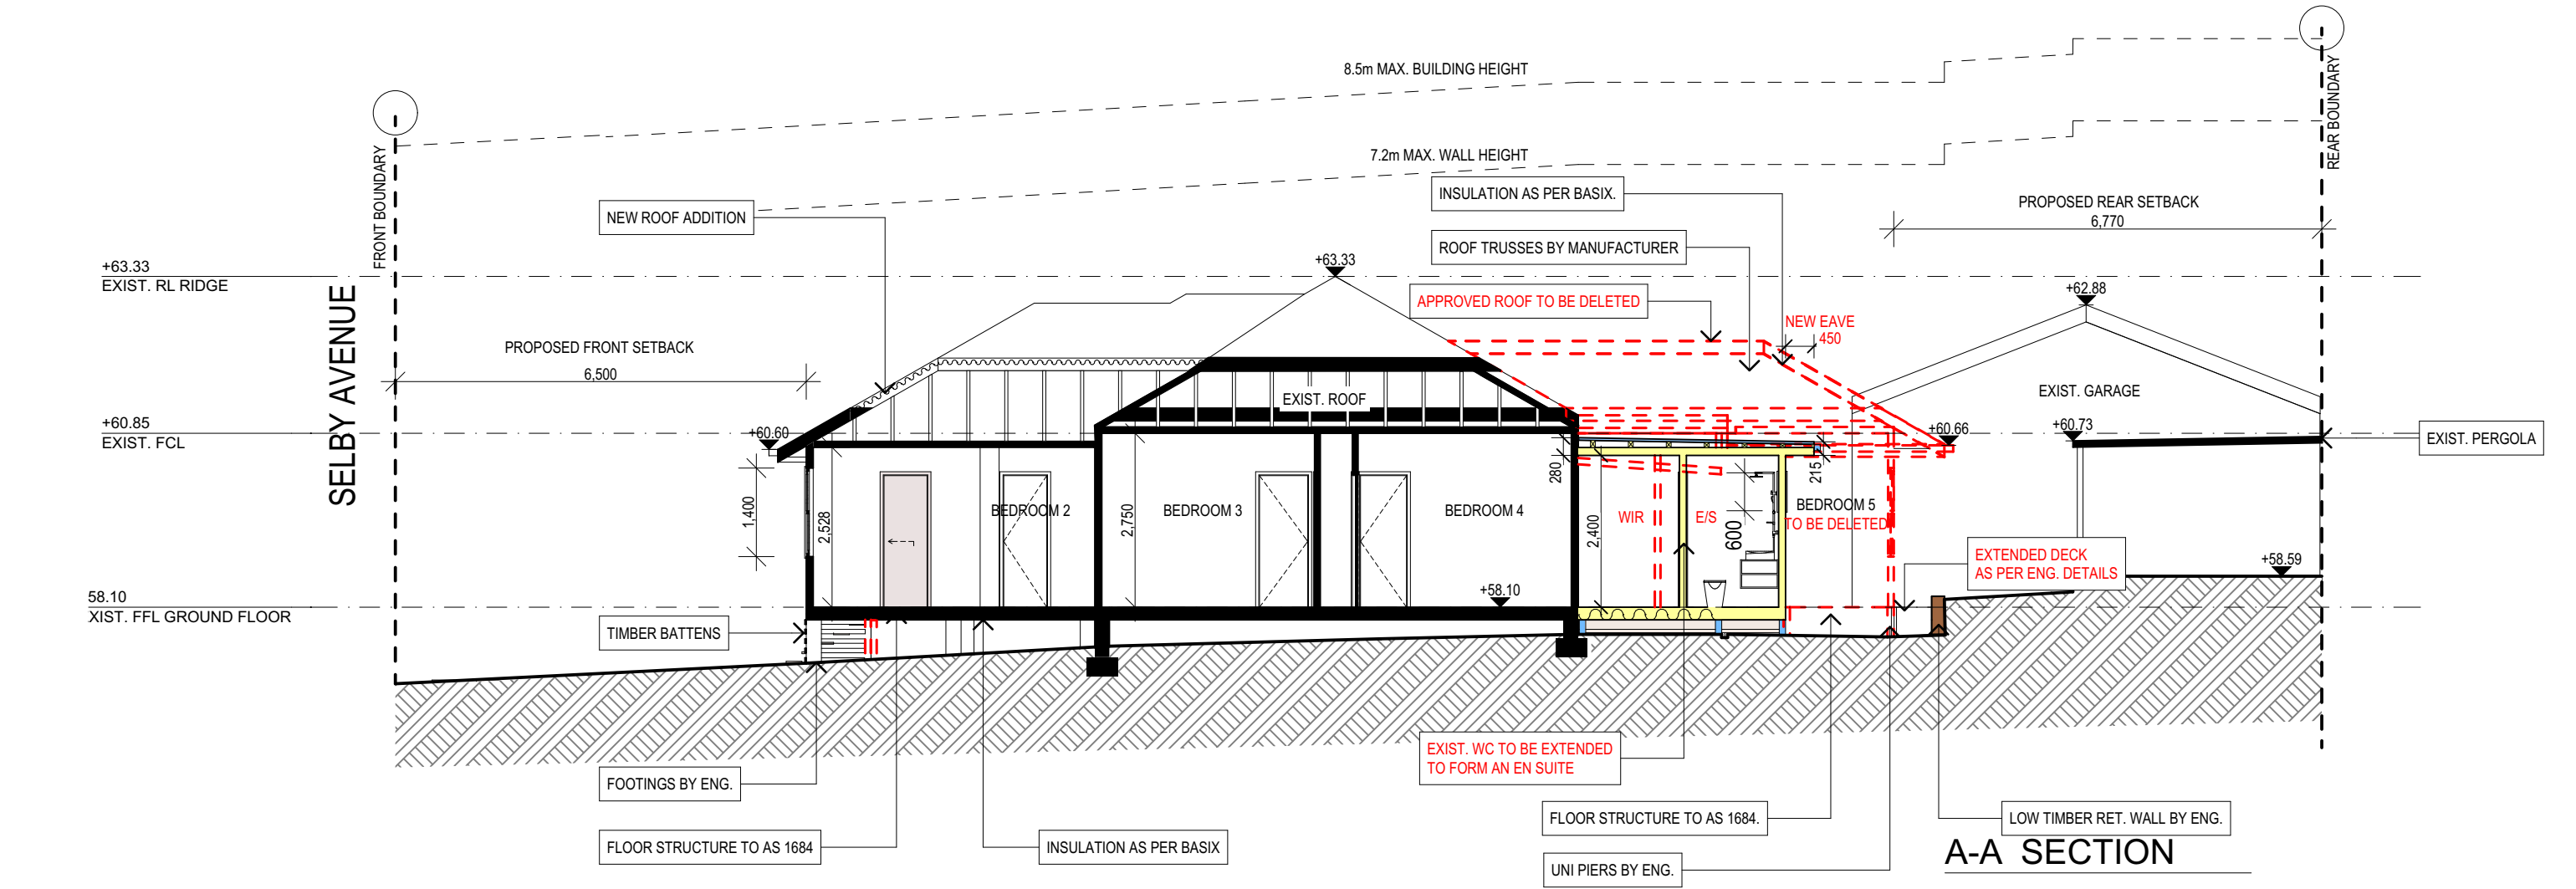 8.5m MAX. BUILDING HEIGHT
REAR BOUNDARY
FRONT BOUNDARY
7.2m MAX. WALL HEIGHT
INSULATION AS PER BASIX.
NEW ROOF ADDITION
PROPOSED REAR SETBACK
6,770
ROOF TRUSSES BY MANUFACTURER
+63.33
EXIST. RL RIDGE
+63.33
SELBY AVENUE
APPROVED ROOF TO BE DELETED
+62.88
NEW EAVE
450
PROPOSED FRONT SETBACK
6,500
EXIST. ROOF
EXIST. GARAGE
+60.85
EXIST. FCL
+60.60
+60.66
+60.73
EXIST. PERGOLA
280
215
1,400
2,528
BEDROOM 2
2,750
BEDROOM 3
BEDROOM 4
2,400
WIR
E/S
600
BEDROOM 5
TO BE DELETED
EXTENDED DECK
AS PER ENG. DETAILS
+58.59
58.10
XIST. FFL GROUND FLOOR
+58.10
TIMBER BATTENS
EXIST. WC TO BE EXTENDED
TO FORM AN EN SUITE
FOOTINGS BY ENG.
FLOOR STRUCTURE TO AS 1684.
LOW TIMBER RET. WALL BY ENG.
FLOOR STRUCTURE TO AS 1684
INSULATION AS PER BASIX
UNI PIERS BY ENG.
A-A SECTION